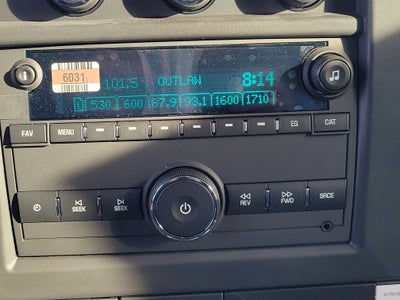 6031
101.5 OUTLAW 8:14
1 530 600 87.9 93.1 1600 1710
FAV MENU EQ CAT
SEEK SEEK REV FWD SRCE